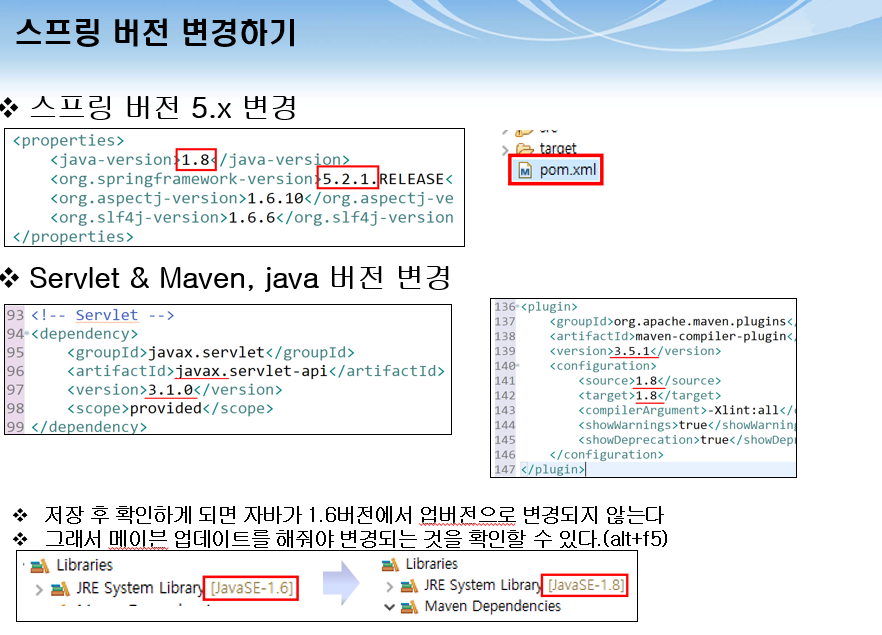 스프링 버전 변경하기
❖ 스프링 버전 5.x 변경
<properties>
<java-version>1.8</java-version>
<org.springframework-version>5.2.1.RELEASE<
<org.aspectj-version>1.6.10</org.aspectj-ve
<org.slf4j-version>1.6.6</org.slf4j-version
</properties>
target
pom.xml
❖ Servlet & Maven, java 버전 변경
93 <!-- Servlet -->
94 <dependency>
95 <groupId>javax.servlet</groupId>
96 <artifactId>javax.servlet-api</artifactId>
97 <version>3.1.0</version>
98 <scope>provided</scope>
99 </dependency>
136 <plugin>
137 <groupId>org.apache.maven.plugins</
138 <artifactId>maven-compiler-plugin</
139 <version>3.5.1</version>
140 <configuration>
141 <source>1.8</source>
142 <target>1.8</target>
143 <compilerArgument>-Xlint:all</
144 <showWarnings>true</showWarning
145 <showDeprecation>true</showDepr
146 </configuration>
147 </plugin>
❖ 저장 후 확인하게 되면 자바가 1.6버전에서 업버전으로 변경되지 않는다
❖ 그래서 메이븐 업데이트를 해줘야 변경되는 것을 확인할 수 있다.(alt+f5)
Libraries
JRE System Library [JavaSE-1.6]
Libraries
JRE System Library [JavaSE-1.8]
Maven Dependencies